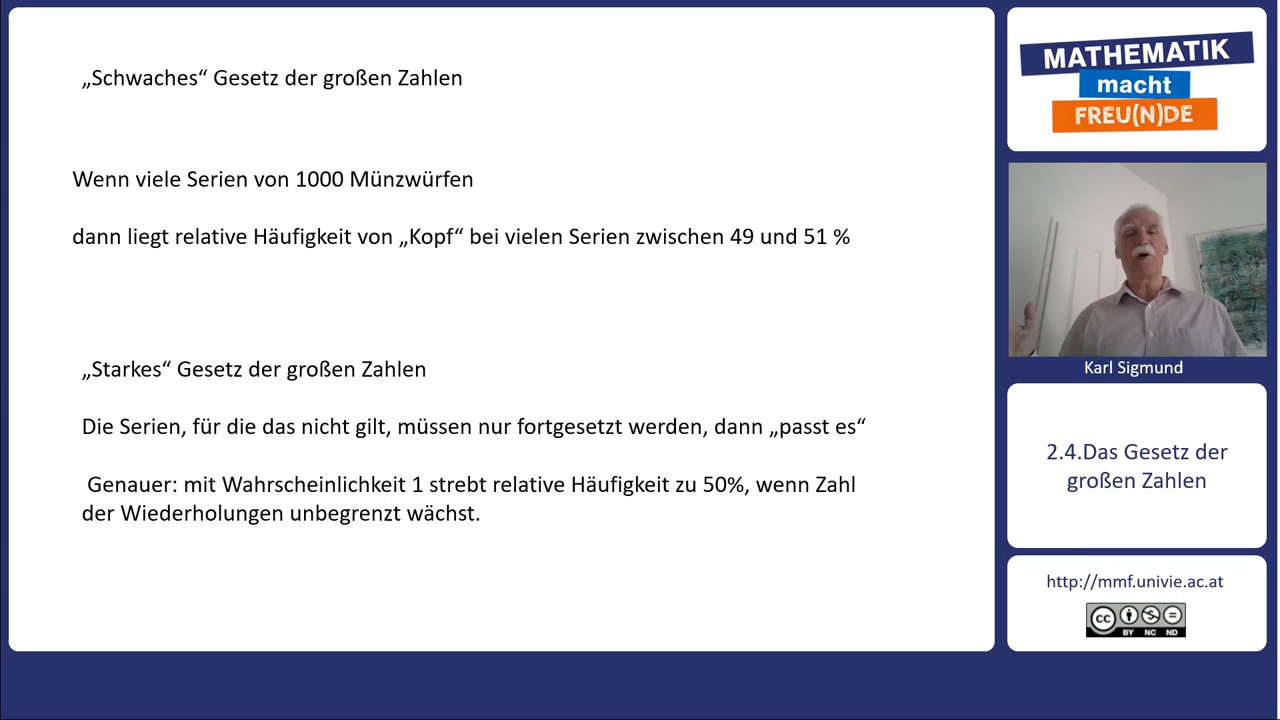 „Schwaches“ Gesetz der großen Zahlen
Wenn viele Serien von 1000 Münzwürfen
dann liegt relative Häufigkeit von „Kopf“ bei vielen Serien zwischen 49 und 51 %
„Starkes“ Gesetz der großen Zahlen
Die Serien, für die das nicht gilt, müssen nur fortgesetzt werden, dann „passt es“
Genauer: mit Wahrscheinlichkeit 1 strebt relative Häufigkeit zu 50%, wenn Zahl
der Wiederholungen unbegrenzt wächst.
MATHEMATIK
macht
FREU(N)DE
Karl Sigmund
2.4.Das Gesetz der
großen Zahlen
http://mmf.univie.ac.at
CC
BY NC ND